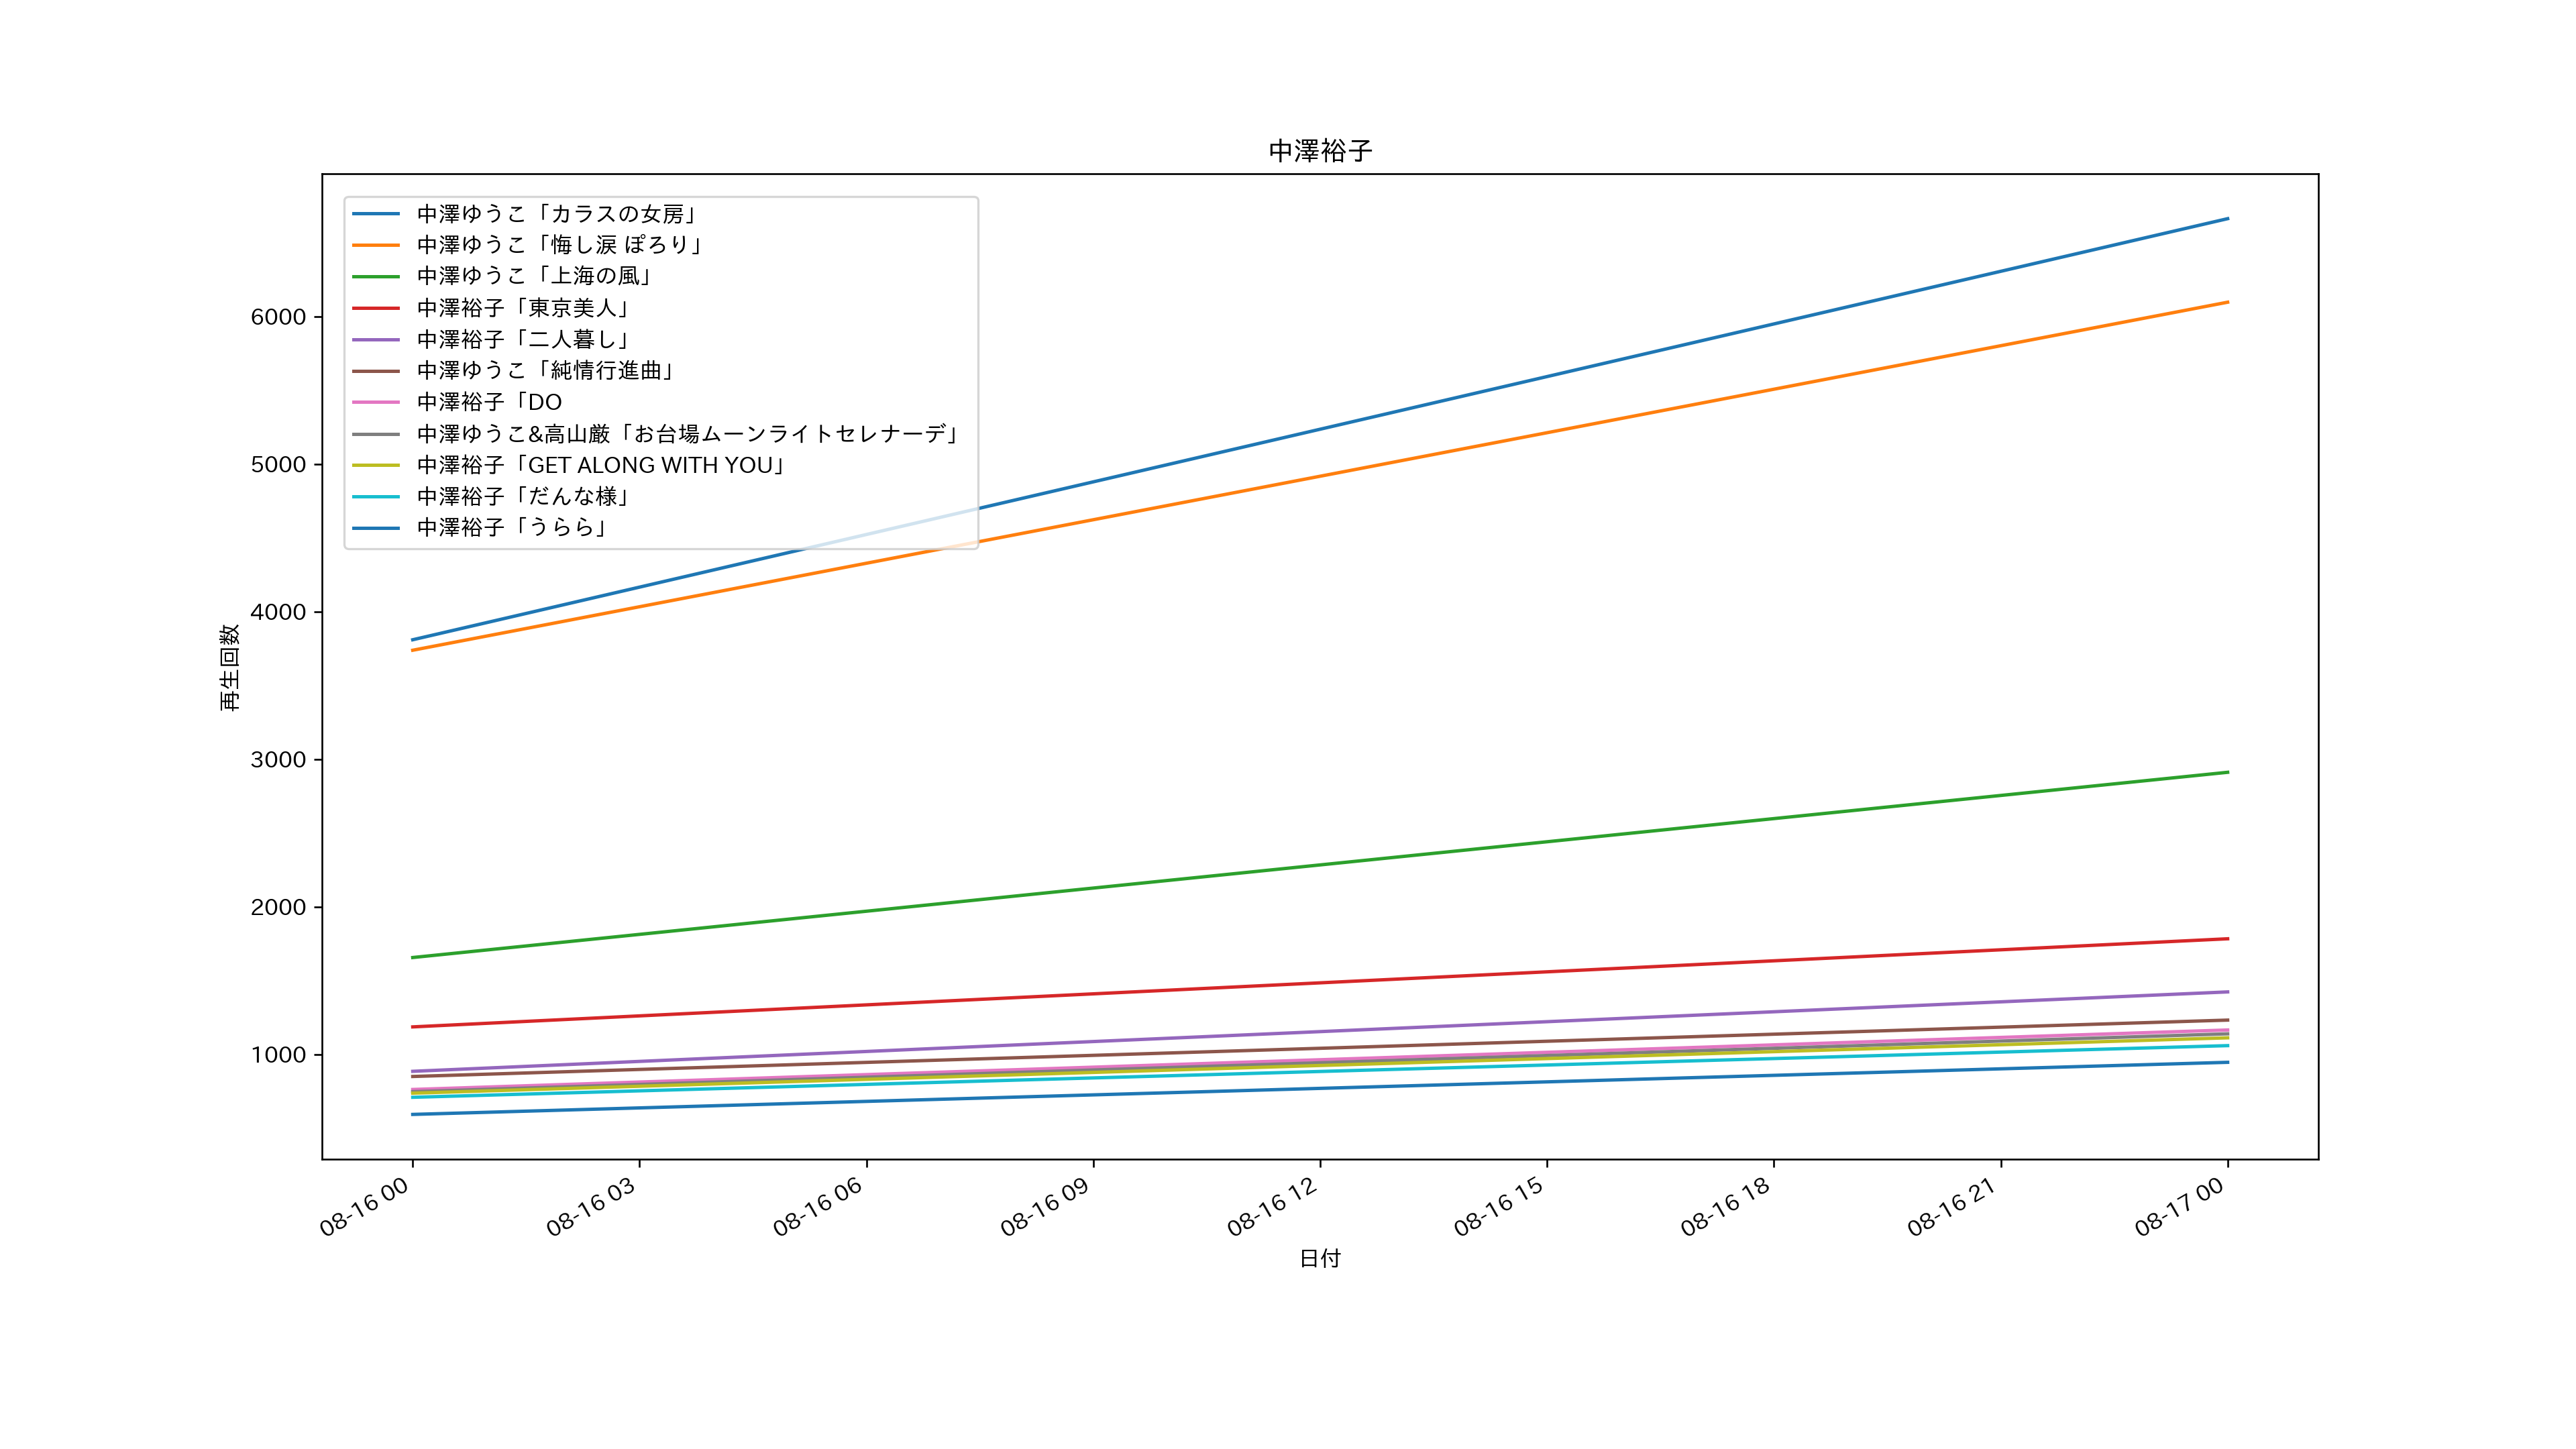 中澤裕子
中澤ゆうこ「カラスの女房」
中澤ゆうこ「悔し涙 ぽろり」
中澤ゆうこ「上海の風」
中澤裕子「東京美人」
中澤裕子「二人暮し」
中澤ゆうこ「純情行進曲」
中澤裕子「DO
中澤ゆうこ&高山厳「お台場ムーンライトセレナーデ」
中澤裕子「GET ALONG WITH YOU」
中澤裕子「だんな様」
中澤裕子「うらら」
再生回数
6000
5000
4000
3000
2000
1000
08-16 00
08-16 03
08-16 06
08-16 09
08-16 12
08-16 15
08-16 18
08-16 21
08-17 00
日付